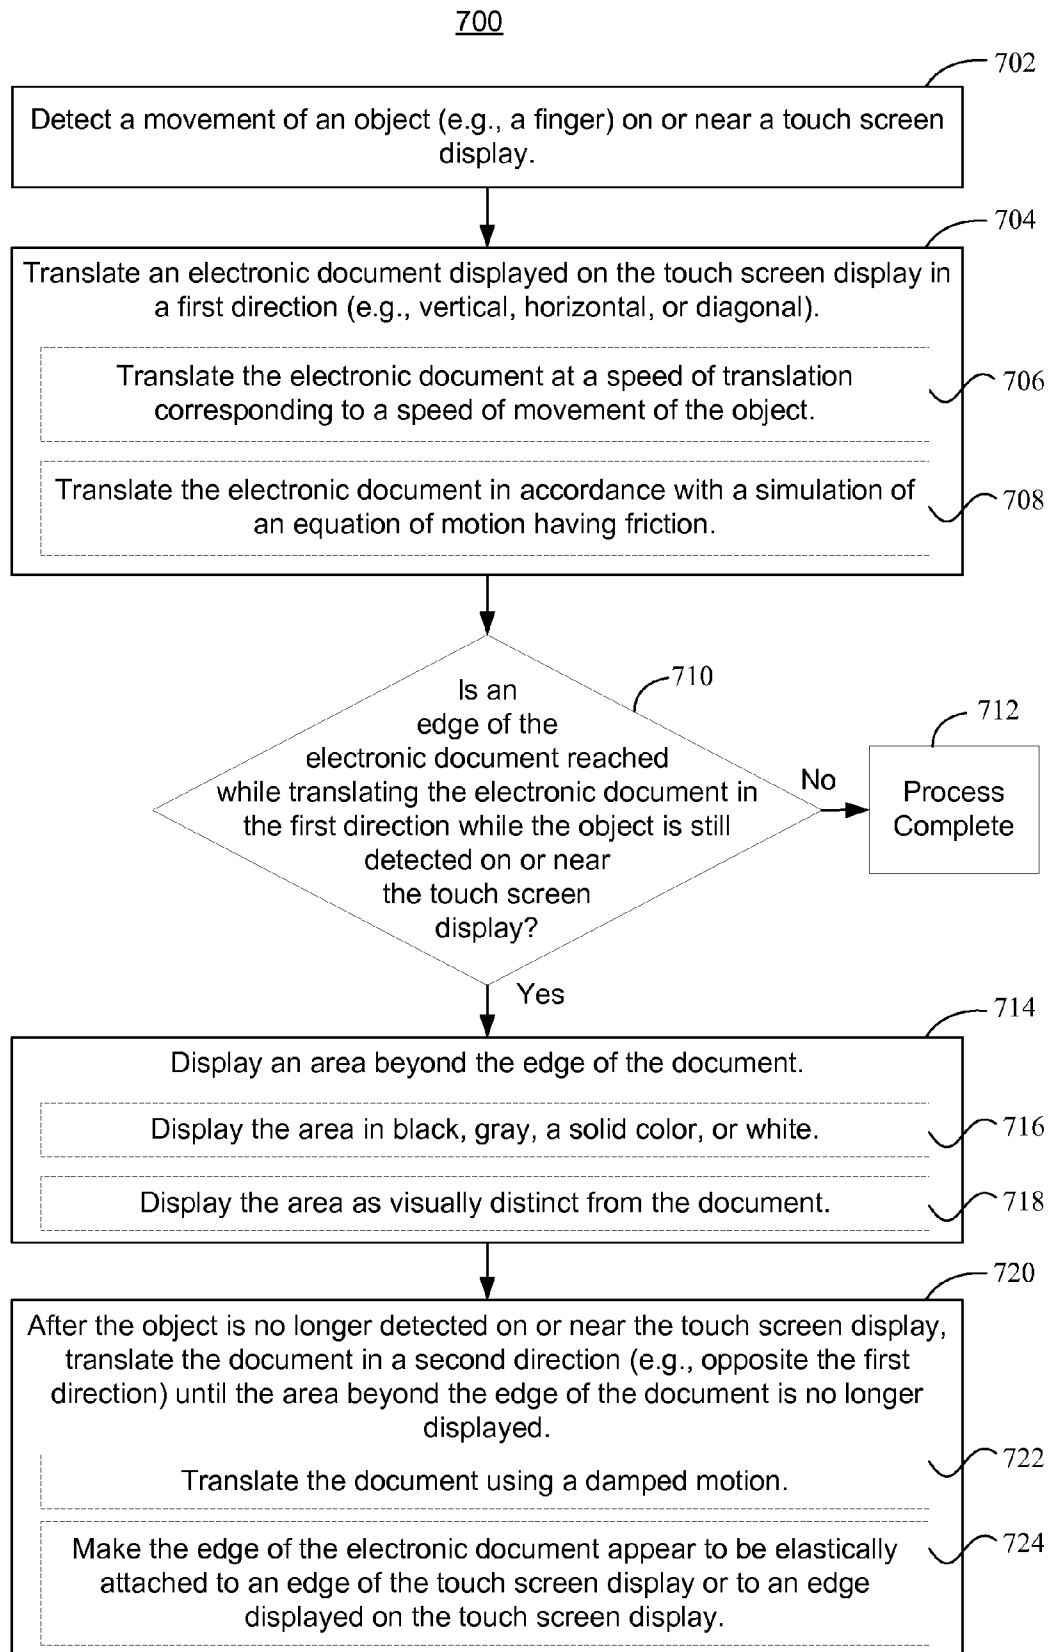 700
702
Detect a movement of an object (e.g., a finger) on or near a touch screen
display.
704
Translate an electronic document displayed on the touch screen display in
a first direction (e.g., vertical, horizontal, or diagonal).
Translate the electronic document at a speed of translation
corresponding to a speed of movement of the object.
706
Translate the electronic document in accordance with a simulation of
an equation of motion having friction.
708
710
Is an
edge of the
electronic document reached
while translating the electronic document in
the first direction while the object is still
detected on or near
the touch screen
display?
712
No
Process
Complete
Yes
714
Display an area beyond the edge of the document.
Display the area in black, gray, a solid color, or white.
716
Display the area as visually distinct from the document.
718
720
After the object is no longer detected on or near the touch screen display,
translate the document in a second direction (e.g., opposite the first
direction) until the area beyond the edge of the document is no longer
displayed.
722
Translate the document using a damped motion.
724
Make the edge of the electronic document appear to be elastically
attached to an edge of the touch screen display or to an edge
displayed on the touch screen display.